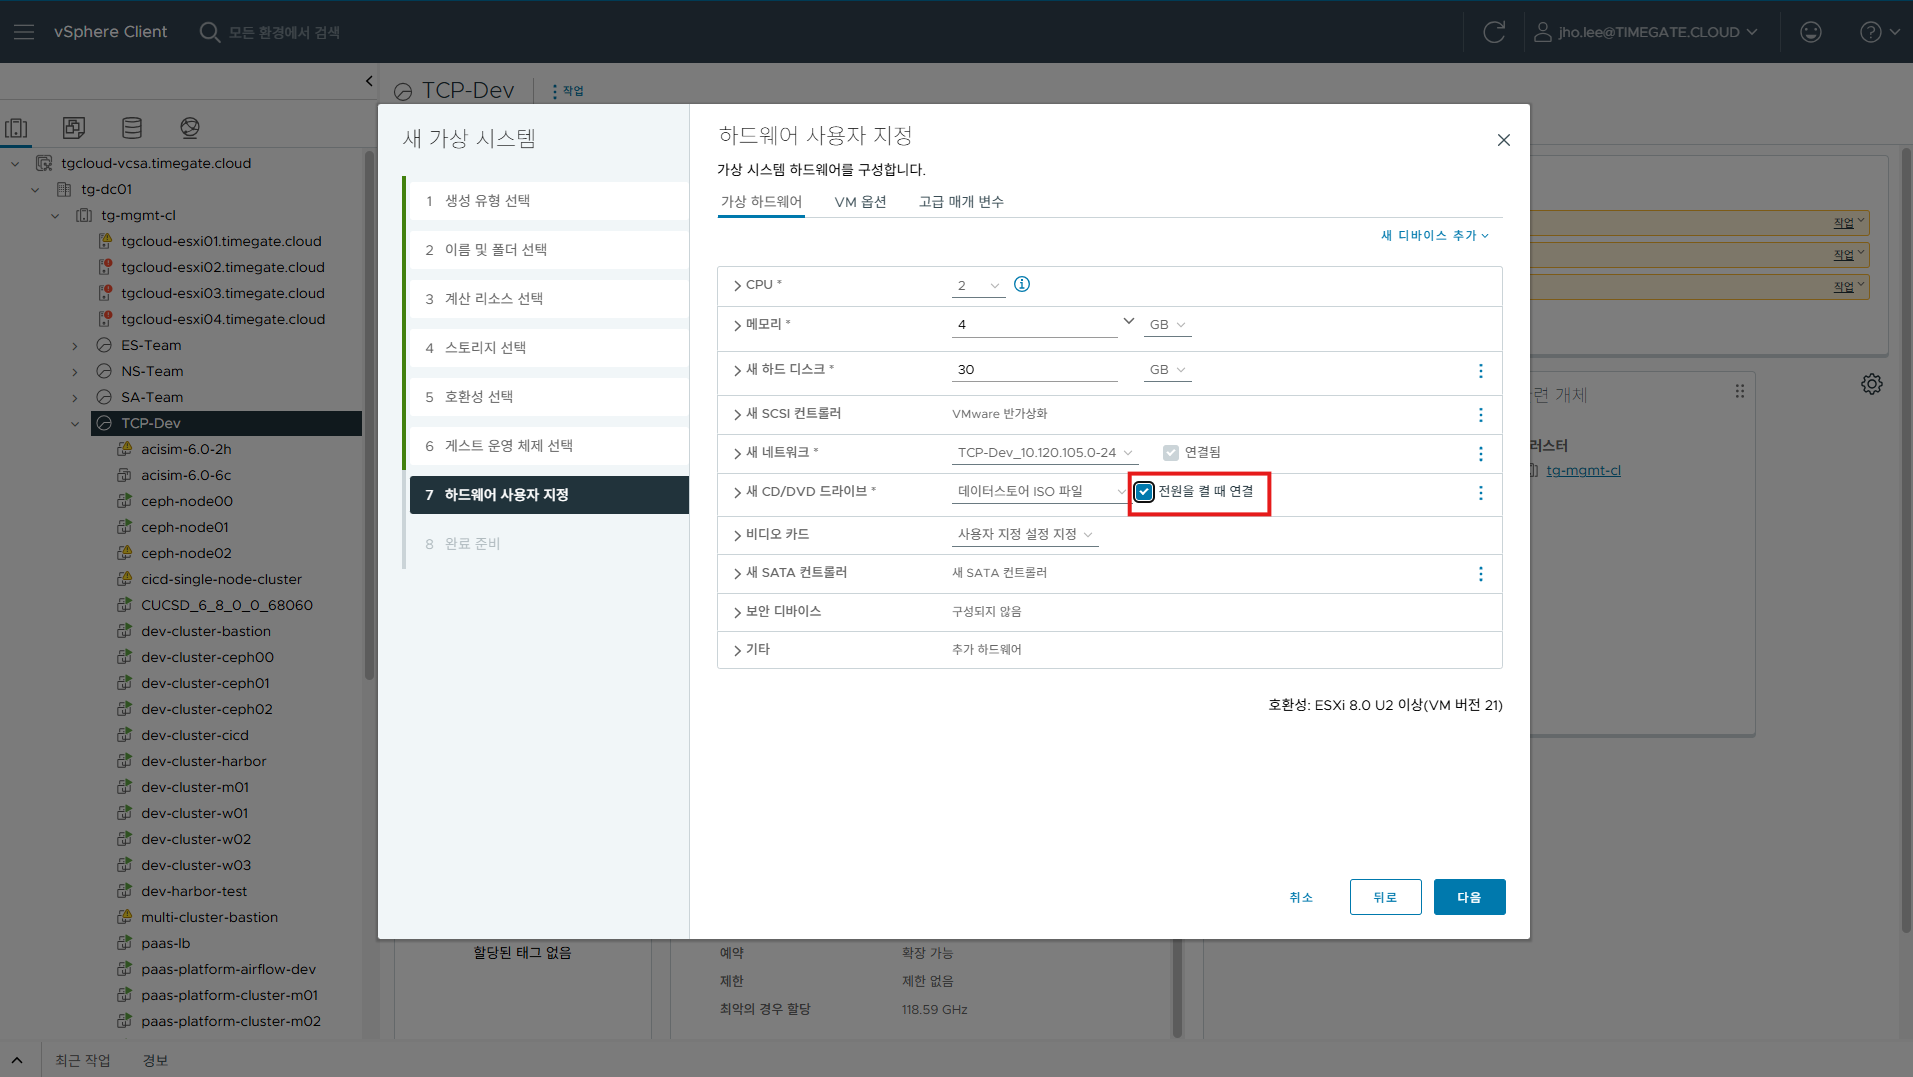 vSphere Client
모든 환경에서 검색
jho.lee@TIMEGATE.CLOUD
TCP-Dev
작업
tgcloud-vcsa.timegate.cloud
tg-dc01
tg-mgmt-cl
tgcloud-esxi01.timegate.cloud
tgcloud-esxi02.timegate.cloud
tgcloud-esxi03.timegate.cloud
tgcloud-esxi04.timegate.cloud
ES-Team
NS-Team
SA-Team
TCP-Dev
acisim-6.0-2h
acisim-6.0-6c
ceph-node00
ceph-node01
ceph-node02
cicd-single-node-cluster
CUCSD_6_8_0_0_68060
dev-cluster-bastion
dev-cluster-ceph00
dev-cluster-ceph01
dev-cluster-ceph02
dev-cluster-cicd
dev-cluster-harbor
dev-cluster-m01
dev-cluster-w01
dev-cluster-w02
dev-cluster-w03
dev-harbor-test
multi-cluster-bastion
paas-lb
paas-platform-airflow-dev
paas-platform-cluster-m01
paas-platform-cluster-m02
새 가상 시스템
1 생성 유형 선택
2 이름 및 폴더 선택
3 계산 리소스 선택
4 스토리지 선택
5 호환성 선택
6 게스트 운영 체제 선택
7 하드웨어 사용자 지정
8 완료 준비
하드웨어 사용자 지정
가상 시스템 하드웨어를 구성합니다.
가상 하드웨어 VM 옵션 고급 매개 변수
새 디바이스 추가
CPU * 2
메모리 * 4 GB
새 하드 디스크 * 30 GB
새 SCSI 컨트롤러 VMware 반가상화
새 네트워크 * TCP-Dev_10.120.105.0-24 연결됨
새 CD/DVD 드라이브 * 데이터스토어 ISO 파일 전원을 켤 때 연결
비디오 카드 사용자 지정 설정 지정
새 SATA 컨트롤러 새 SATA 컨트롤러
보안 디바이스 구성되지 않음
기타 추가 하드웨어
호환성: ESXi 8.0 U2 이상(VM 버전 21)
취소 뒤로 다음
작업
작업
작업
련 개체
러스터
tg-mgmt-cl
할당된 태그 없음
예약 확장 가능
제한 제한 없음
최악의 경우 할당 118.59 GHz
최근 작업 경보